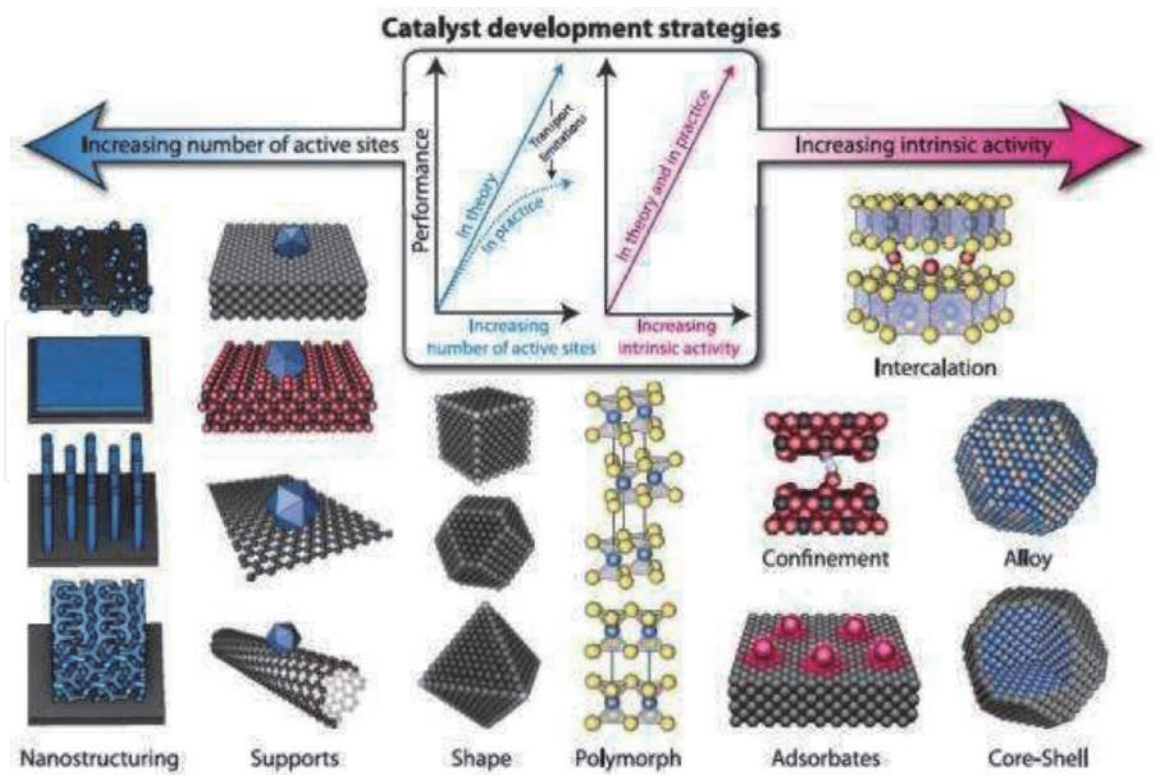 Catalyst development strategies
Increasing number of active sites
Performance
In theory
In practice
Transport
limitations
Increasing
number of active sites
In theory and in practice
Increasing
intrinsic activity
Increasing intrinsic activity
Intercalation
Confinement
Alloy
Nanostructuring
Supports
Shape
Polymorph
Adsorbates
Core-Shell